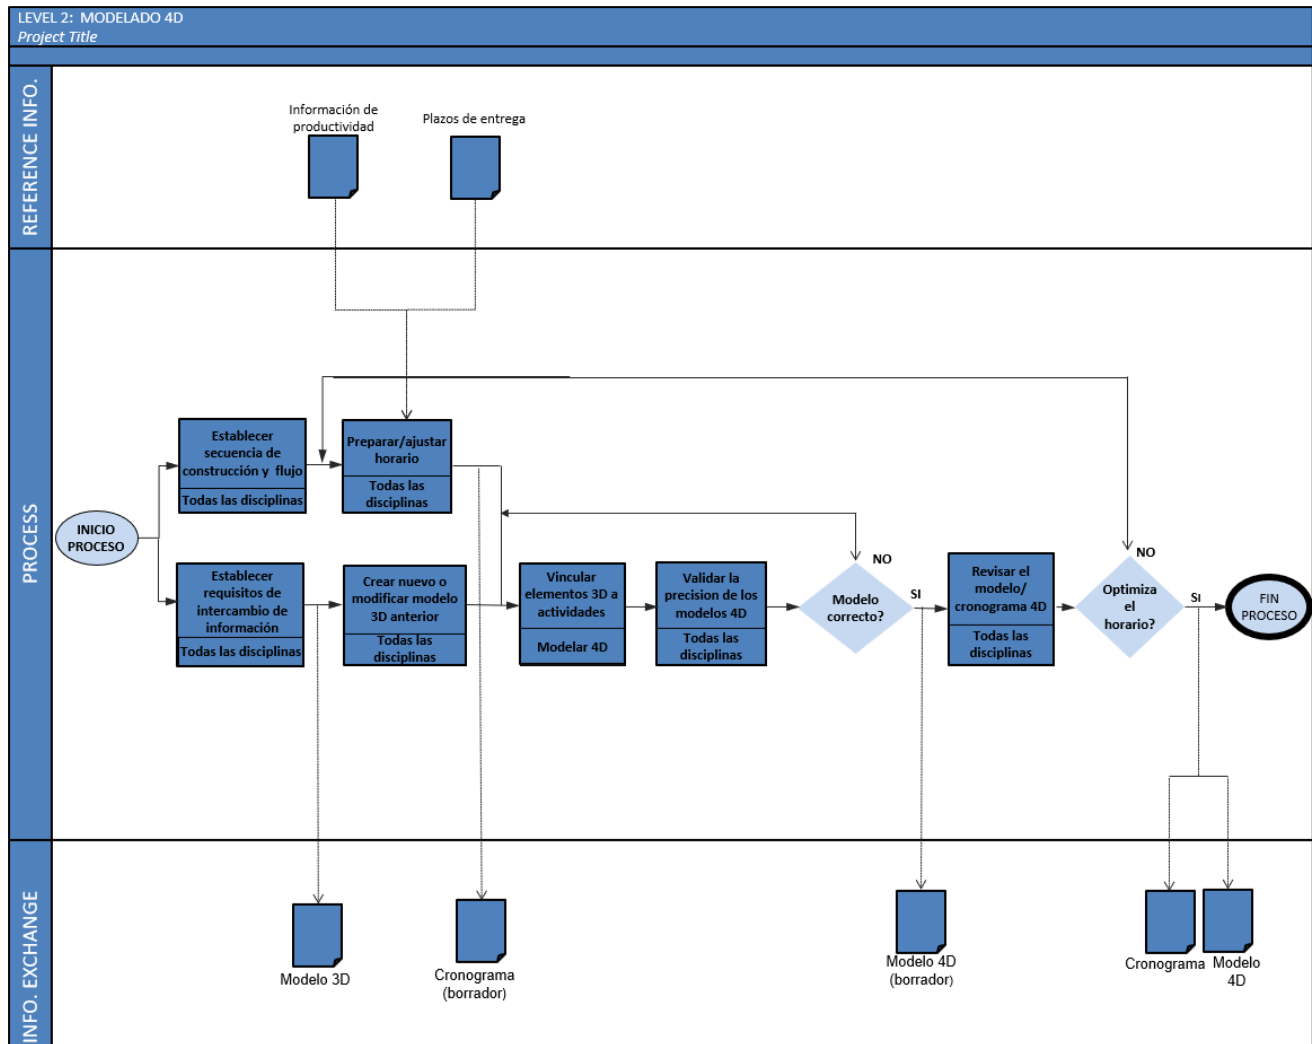 LEVEL 2: MODELADO 4D
Project Title
REFERENCE INFO.
Información de
productividad
Plazos de entrega
PROCESS
INICIO
PROCESO
Establecer
secuencia de
construcción y flujo
Todas las disciplinas
Preparar/ajustar
horario
Todas las
disciplinas
Establecer
requisitos de
intercambio de
información
Todas las disciplinas
Crear nuevo o
modificar modelo
3D anterior
Todas las
disciplinas
Vincular
elementos 3D a
actividades
Modelar 4D
Validar la
precision de los
modelos 4D
Todas las
disciplinas
Modelo
correcto?
NO
SI
Revisar el
modelo/
cronograma 4D
Todas las
disciplinas
Optimiza
el
horario?
NO
SI
FIN
PROCESO
INFO. EXCHANGE
Modelo 3D
Cronograma
(borrador)
Modelo 4D
(borrador)
Cronograma
Modelo
4D